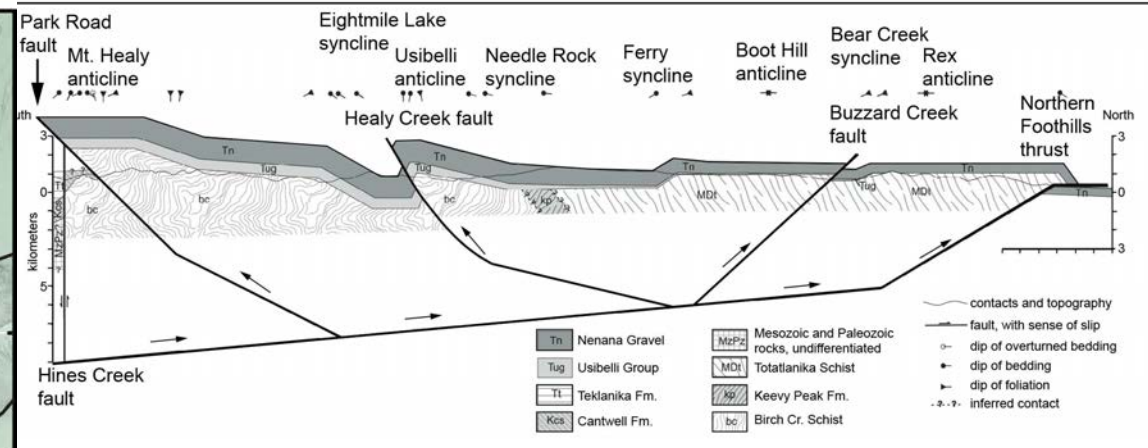 Park Road
fault
Mt. Healy
anticline
Eightmile Lake
syncline
Usibelli
anticline
Needle Rock
syncline
Ferry
syncline
Boot Hill
anticline
Bear Creek
syncline
Rex
anticline
Healy Creek fault
Buzzard Creek
fault
Northern
Foothills
thrust
uth
North
3
0
5
kilometers
3
0
3
Tn
Tug
Tn
Tn
Tug
Tn
Tn
Tt
Kcs
MzPz?
bc
bc
bc
kp
MDt
Tug
MDt
Hines Creek
fault
Tn Nenana Gravel
Tug Usibelli Group
Tt Teklanika Fm.
Kcs Cantwell Fm.
MzPz Mesozoic and Paleozoic
rocks, undifferentiated
MDt Totatlanika Schist
kp Keevy Peak Fm.
bc Birch Cr. Schist
contacts and topography
fault, with sense of slip
dip of overturned bedding
dip of bedding
dip of foliation
-?-?- inferred contact